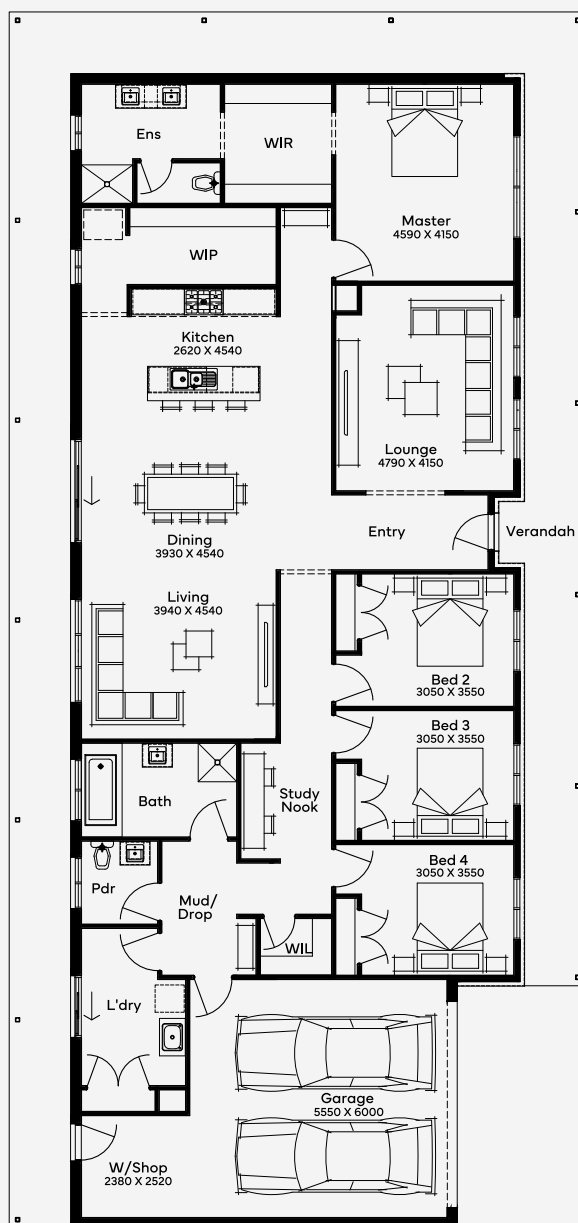 Ens
WIR
Master
4590 X 4150
WIP
Kitchen
2620 X 4540
Lounge
4790 X 4150
Dining
3930 X 4540
Entry
Verandah
Living
3940 X 4540
Bed 2
3050 X 3550
Bed 3
3050 X 3550
Bath
Study
Nook
Bed 4
3050 X 3550
Pdr
Mud/
Drop
WIL
L'dry
Garage
5550 X 6000
W/Shop
2380 X 2520